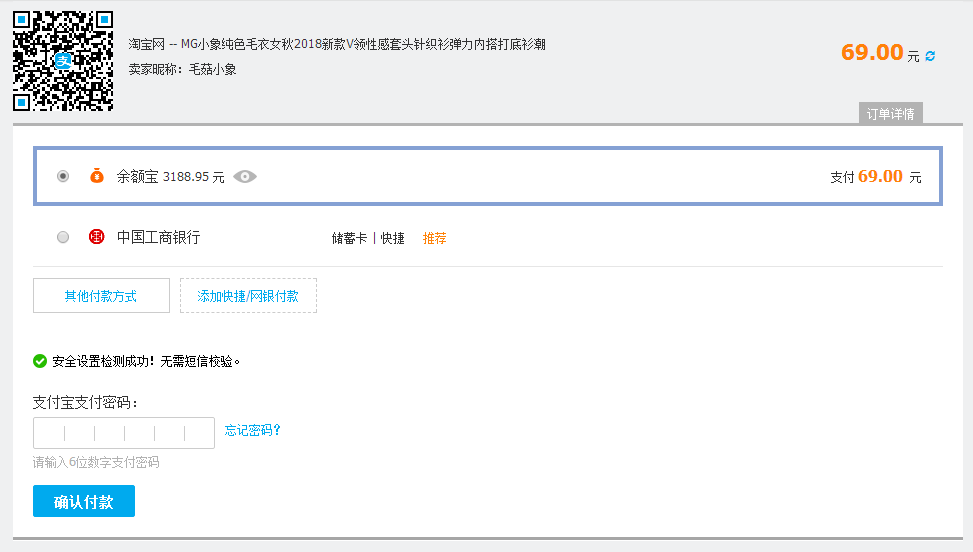 淘宝网 -- MG小象纯色毛衣女秋2018新款V领性感套头针织衫弹力内搭打底衫潮
卖家昵称：毛菇小象
69.00 元
订单详情
余额宝 3188.95 元
支付 69.00 元
中国工商银行 储蓄卡 | 快捷 推荐
其他付款方式 添加快捷/网银付款
安全设置检测成功！无需短信校验。
支付宝支付密码：
忘记密码？
请输入6位数字支付密码
确认付款